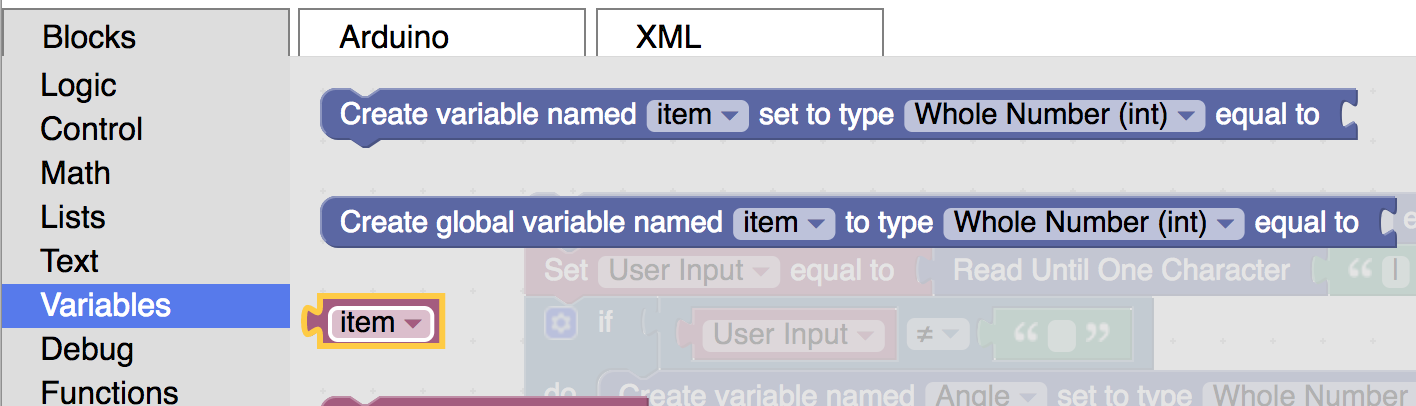 Blocks Arduino XML
Logic
Control
Math
Lists
Text
Variables
Debug
Functions
Create variable named item set to type Whole Number (int) equal to
Create global variable named item to type Whole Number (int) equal to
Set User Input equal to Read Until One Character “ l
item
if User Input ≠ “ ”
do Create variable named Angle set to type Whole Number